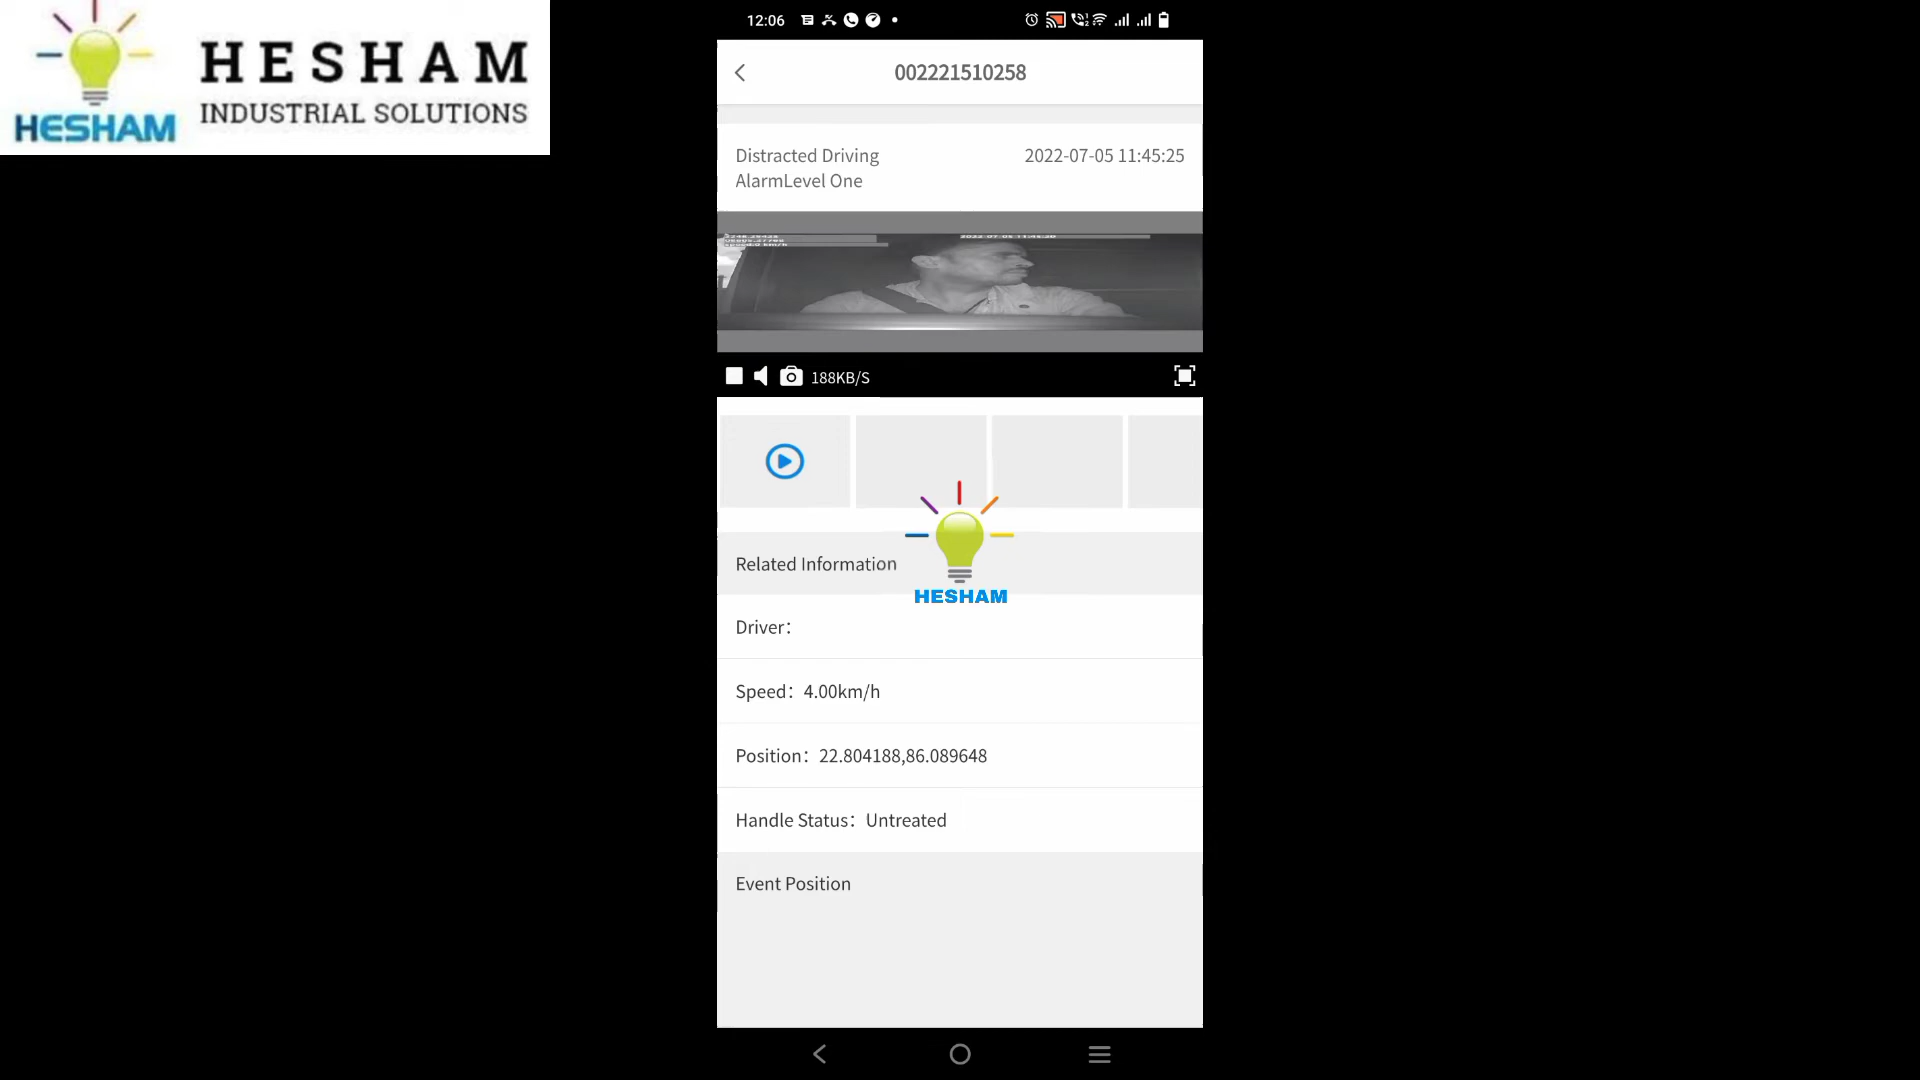 HESHAM
HESHAM
INDUSTRIAL SOLUTIONS
12:06
002221510258
Distracted Driving
AlarmLevel One
2022-07-05 11:45:25
188KB/S
Related Information
HESHAM
Driver：
Speed：4.00km/h
Position：22.804188,86.089648
Handle Status：Untreated
Event Position